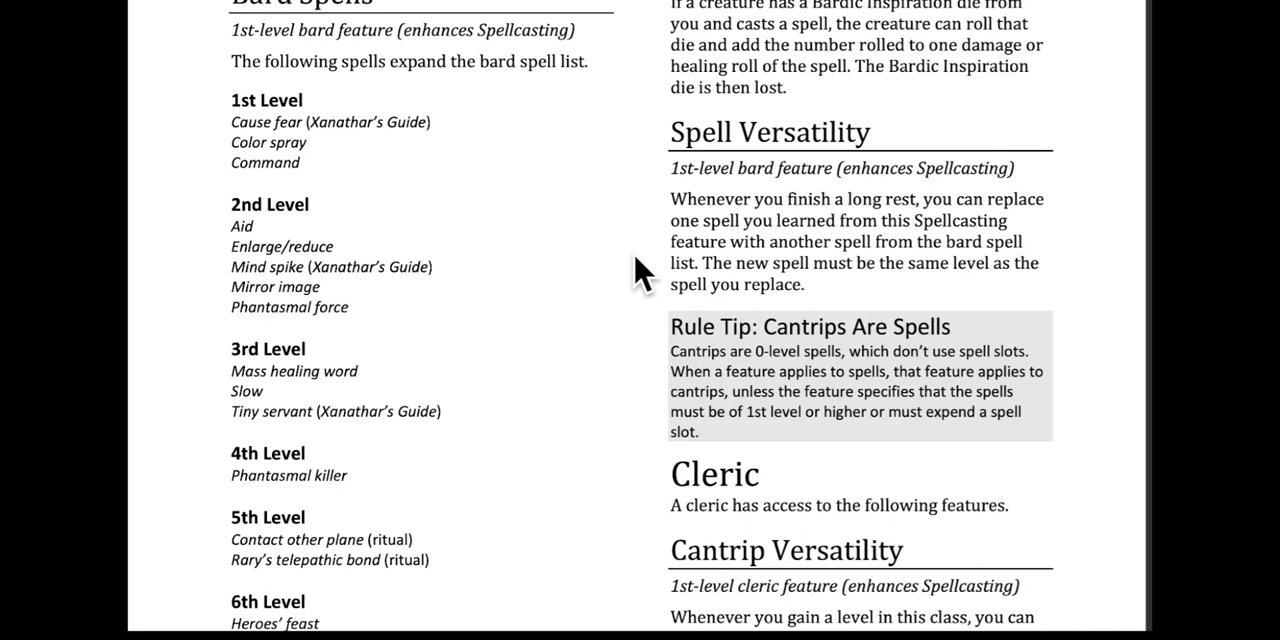 Bard Spells
1st-level bard feature (enhances Spellcasting)
The following spells expand the bard spell list.
1st Level
Cause fear (Xanathar’s Guide)
Color spray
Command
2nd Level
Aid
Enlarge/reduce
Mind spike (Xanathar’s Guide)
Mirror image
Phantasmal force
3rd Level
Mass healing word
Slow
Tiny servant (Xanathar’s Guide)
4th Level
Phantasmal killer
5th Level
Contact other plane (ritual)
Rary’s telepathic bond (ritual)
6th Level
Heroes’ feast
If a creature has a Bardic Inspiration die from
you and casts a spell, the creature can roll that
die and add the number rolled to one damage or
healing roll of the spell. The Bardic Inspiration
die is then lost.
Spell Versatility
1st-level bard feature (enhances Spellcasting)
Whenever you finish a long rest, you can replace
one spell you learned from this Spellcasting
feature with another spell from the bard spell
list. The new spell must be the same level as the
spell you replace.
Rule Tip: Cantrips Are Spells
Cantrips are 0-level spells, which don’t use spell slots.
When a feature applies to spells, that feature applies to
cantrips, unless the feature specifies that the spells
must be of 1st level or higher or must expend a spell
slot.
Cleric
A cleric has access to the following features.
Cantrip Versatility
1st-level cleric feature (enhances Spellcasting)
Whenever you gain a level in this class, you can